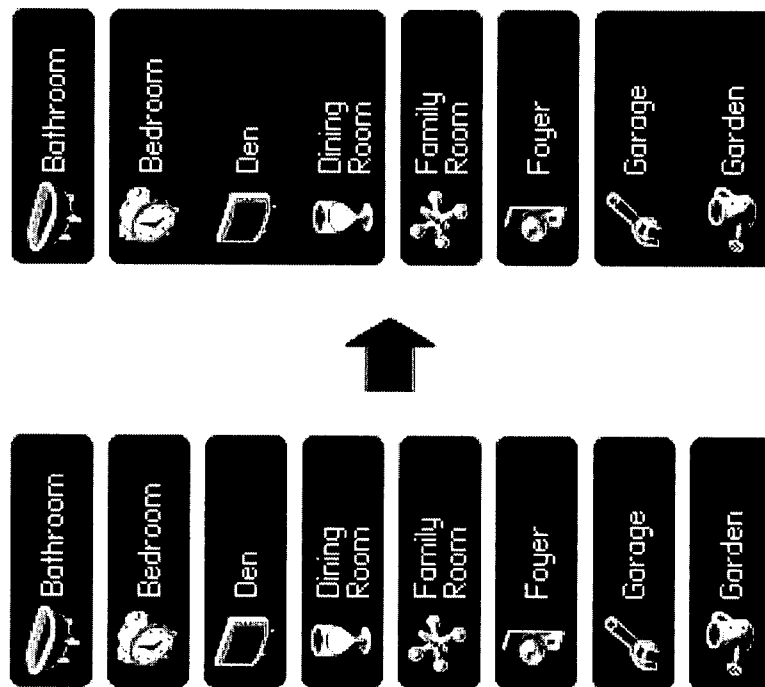 Bathroom
Bedroom
Den
Dining
Room
Family
Room
Foyer
Garage
Garden
Bathroom
Bedroom
Den
Dining
Room
Family
Room
Foyer
Garage
Garden